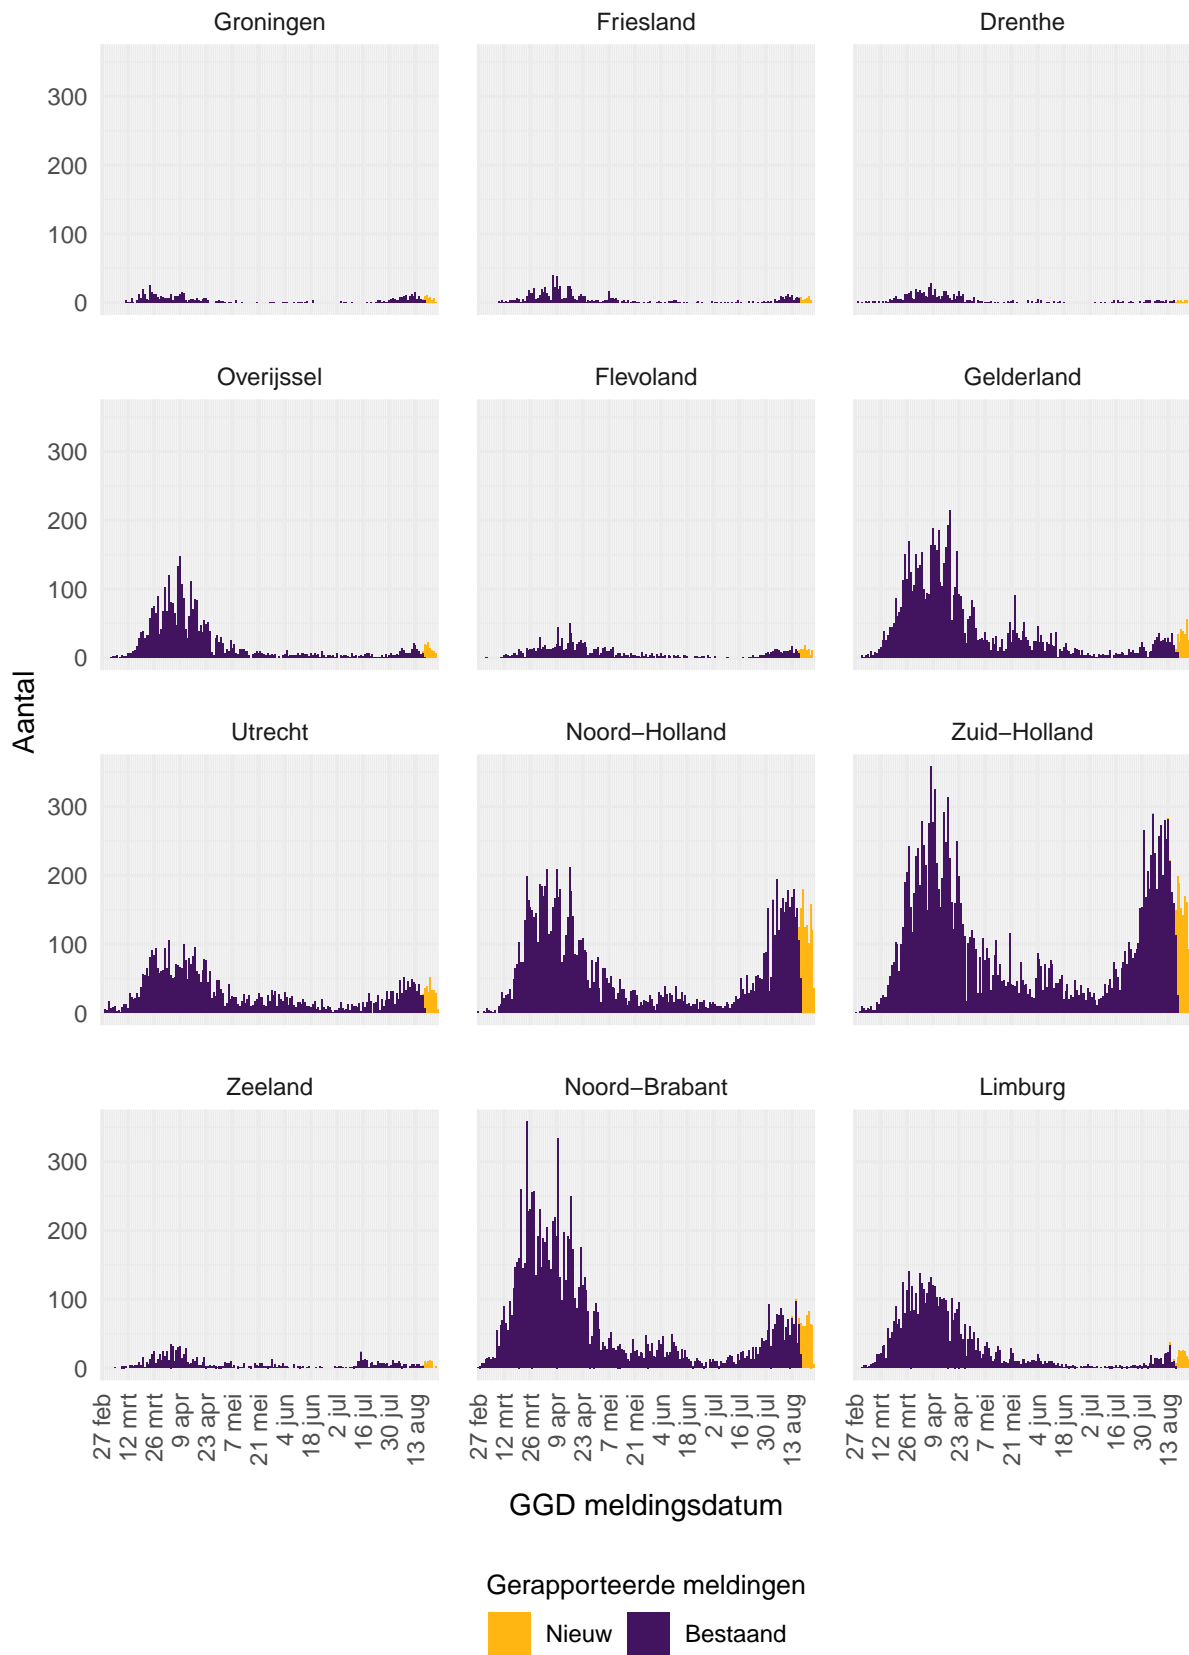 Groningen Friesland Drenthe
300
200
100
0
Overijssel Flevoland Gelderland
300
200
100
0
Aantal
Utrecht Noord−Holland Zuid−Holland
300
200
100
0
Zeeland Noord−Brabant Limburg
300
200
100
0
27 feb 12 mrt 26 mrt 9 apr 23 apr 7 mei 21 mei 4 jun 18 jun 2 jul 16 jul 30 jul 13 aug 27 feb 12 mrt 26 mrt 9 apr 23 apr 7 mei 21 mei 4 jun 18 jun 2 jul 16 jul 30 jul 13 aug 27 feb 12 mrt 26 mrt 9 apr 23 apr 7 mei 21 mei 4 jun 18 jun 2 jul 16 jul 30 jul 13 aug
GGD meldingsdatum
Gerapporteerde meldingen
Nieuw Bestaand